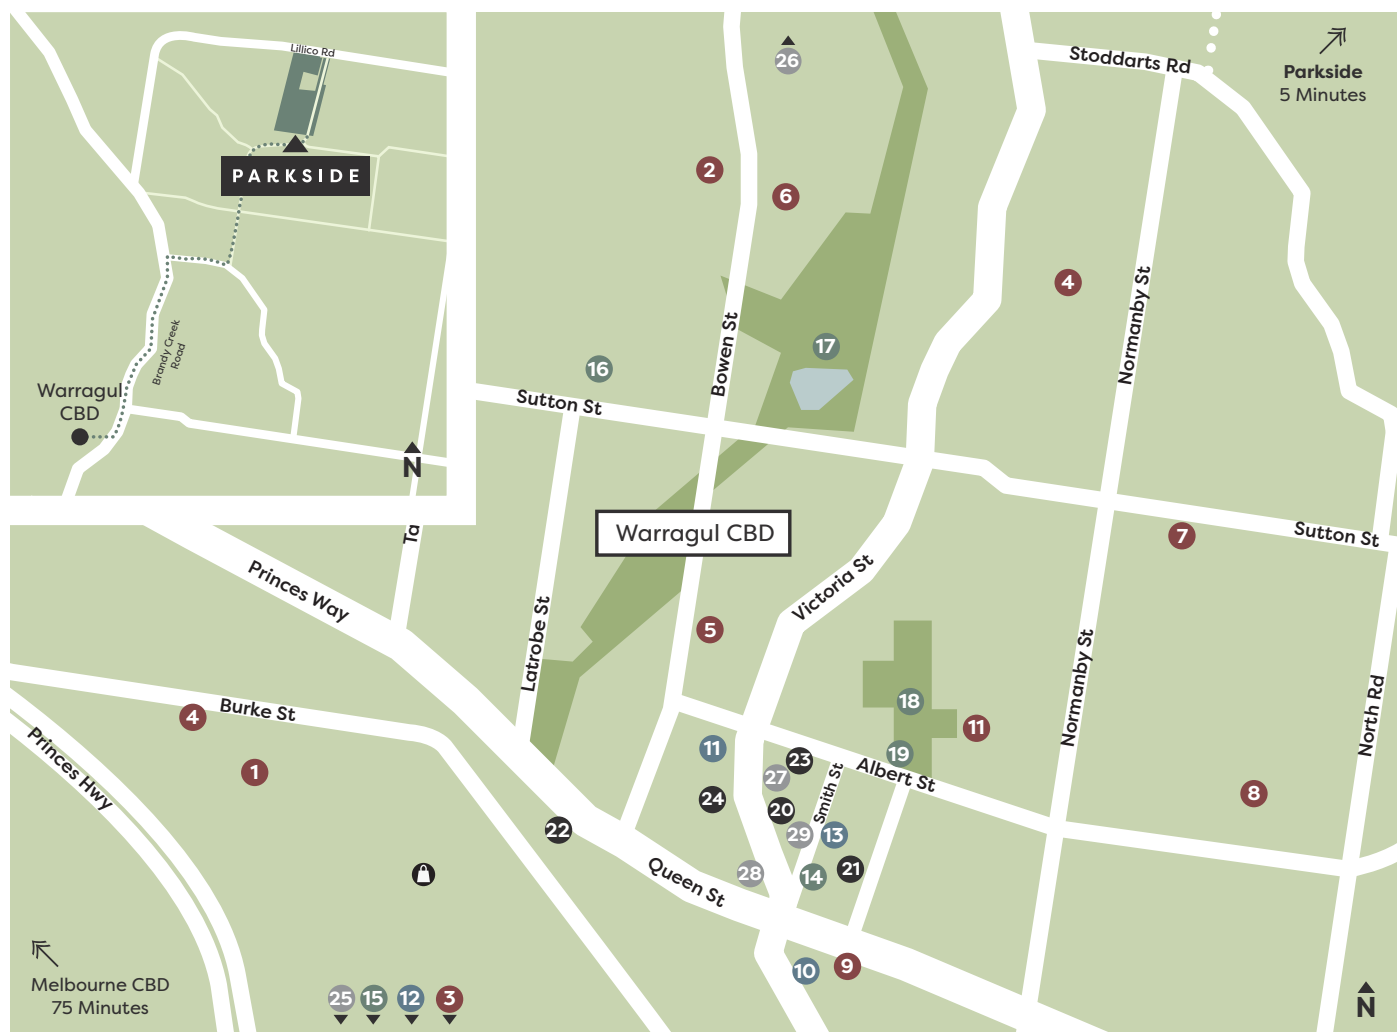 Lillico Rd
PARKSIDE
Brandy Creek
Road
Warragul
CBD
N
26
Stoddarts Rd
Parkside
5 Minutes
2
6
4
Normanby St
Bowen St
17
16
Sutton St
Warragul CBD
7
Sutton St
Ta
Princes Way
Victoria St
Latrobe St
5
Normanby St
18
11
North Rd
4
Burke St
1
Princes Hwy
11
23
27
19
Albert St
Smith St
24
20
8
22
29
13
28
14
21
Queen St
10
9
Melbourne CBD
75 Minutes
25
15
12
3
N